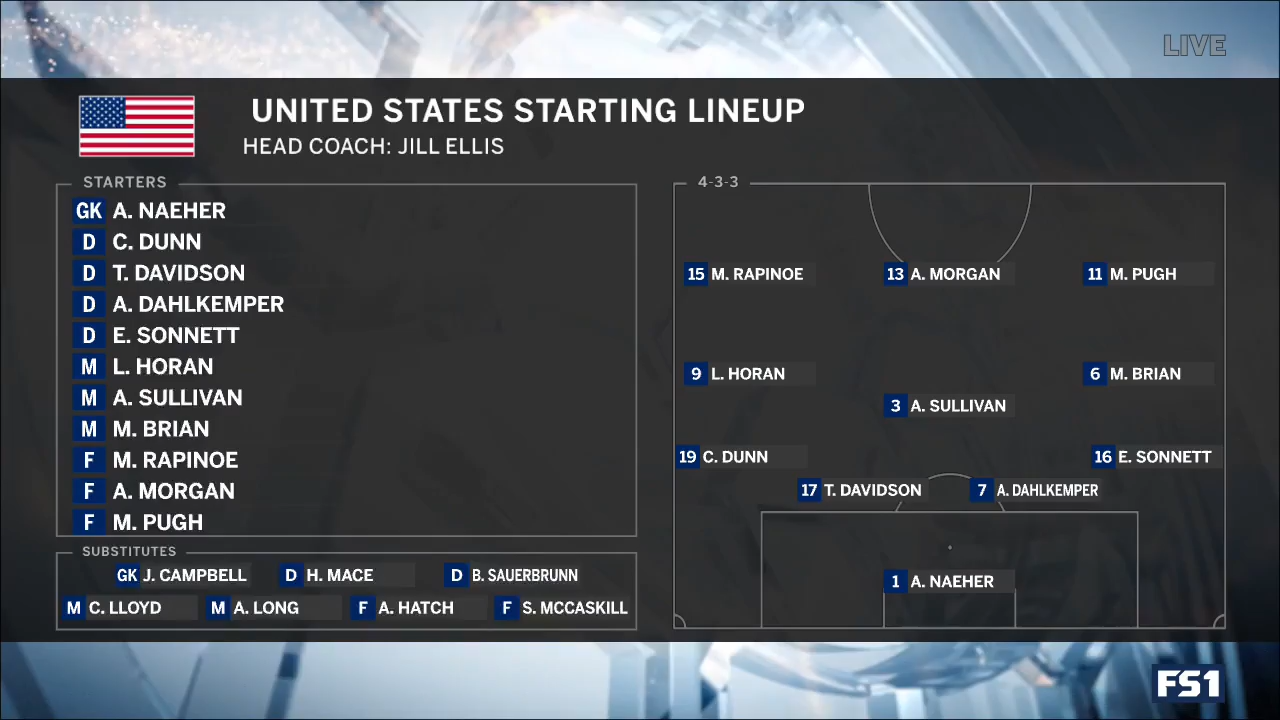 LIVE
UNITED STATES STARTING LINEUP
HEAD COACH: JILL ELLIS
STARTERS
GK A. NAEHER
D C. DUNN
D T. DAVIDSON
D A. DAHLKEMPER
D E. SONNETT
M L. HORAN
M A. SULLIVAN
M M. BRIAN
F M. RAPINOE
F A. MORGAN
F M. PUGH
SUBSTITUTES
GK J. CAMPBELL D H. MACE D B. SAUERBRUNN
M C. LLOYD M A. LONG F A. HATCH F S. MCCASKILL
4-3-3
15 M. RAPINOE 13 A. MORGAN 11 M. PUGH
9 L. HORAN 6 M. BRIAN
3 A. SULLIVAN
19 C. DUNN 16 E. SONNETT
17 T. DAVIDSON 7 A. DAHLKEMPER
1 A. NAEHER
FS1